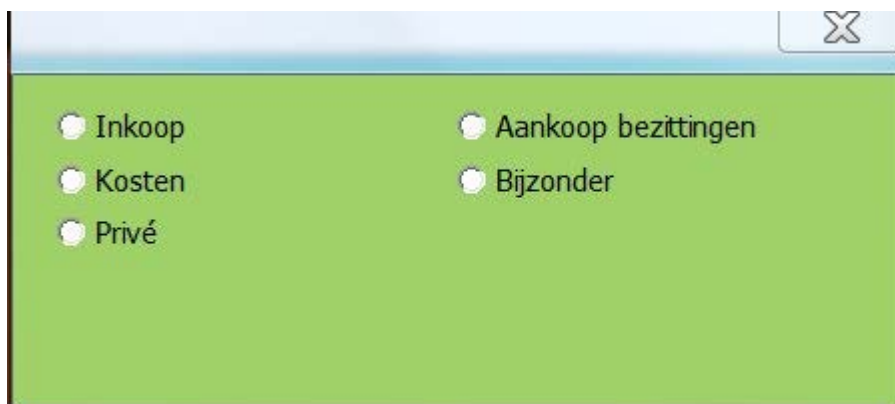 Inkoop
Aankoop bezittingen
Kosten
Bijzonder
Privé